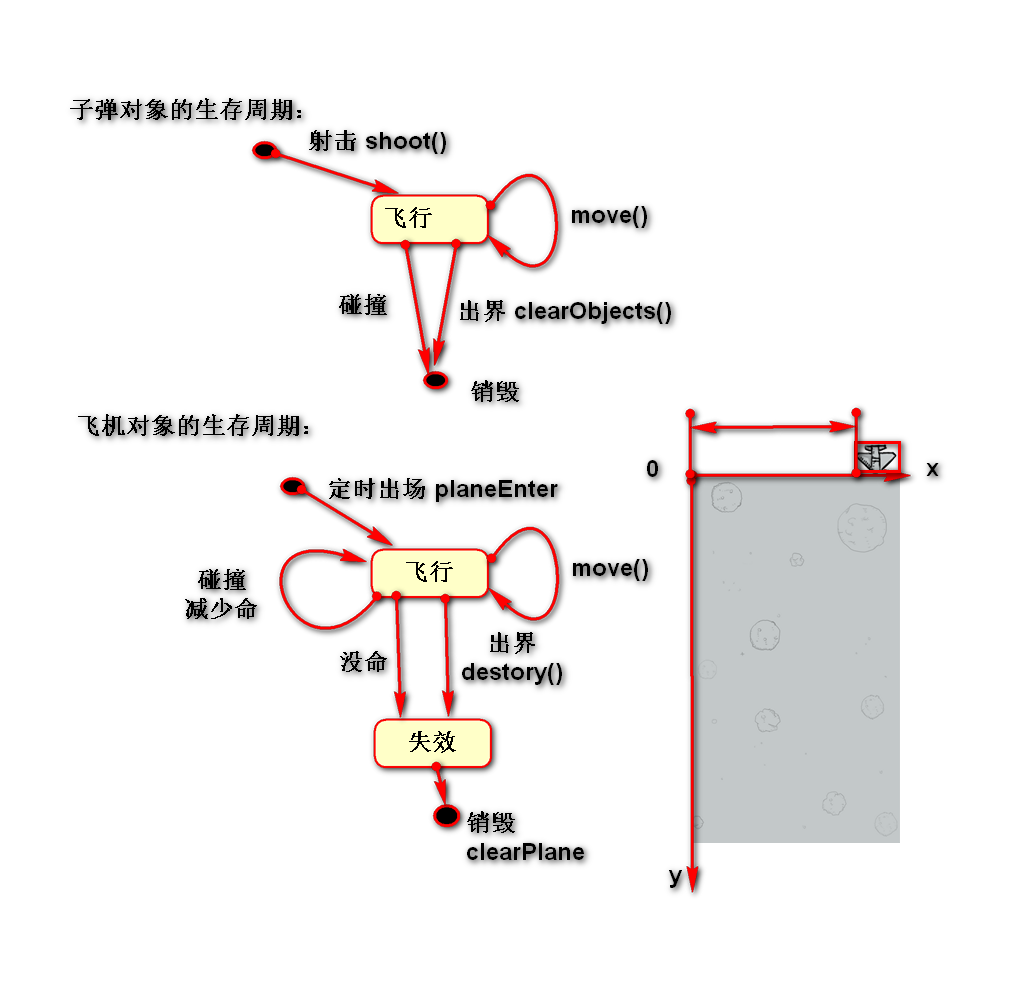 子弹对象的生存周期:
射击 shoot()
飞行
move()
碰撞
出界 clearObjects()
销毁
飞机对象的生存周期:
定时出场 planeEnter
飞行
move()
碰撞
减少命
没命
出界
destory()
失效
销毁
clearPlane
0
x
y